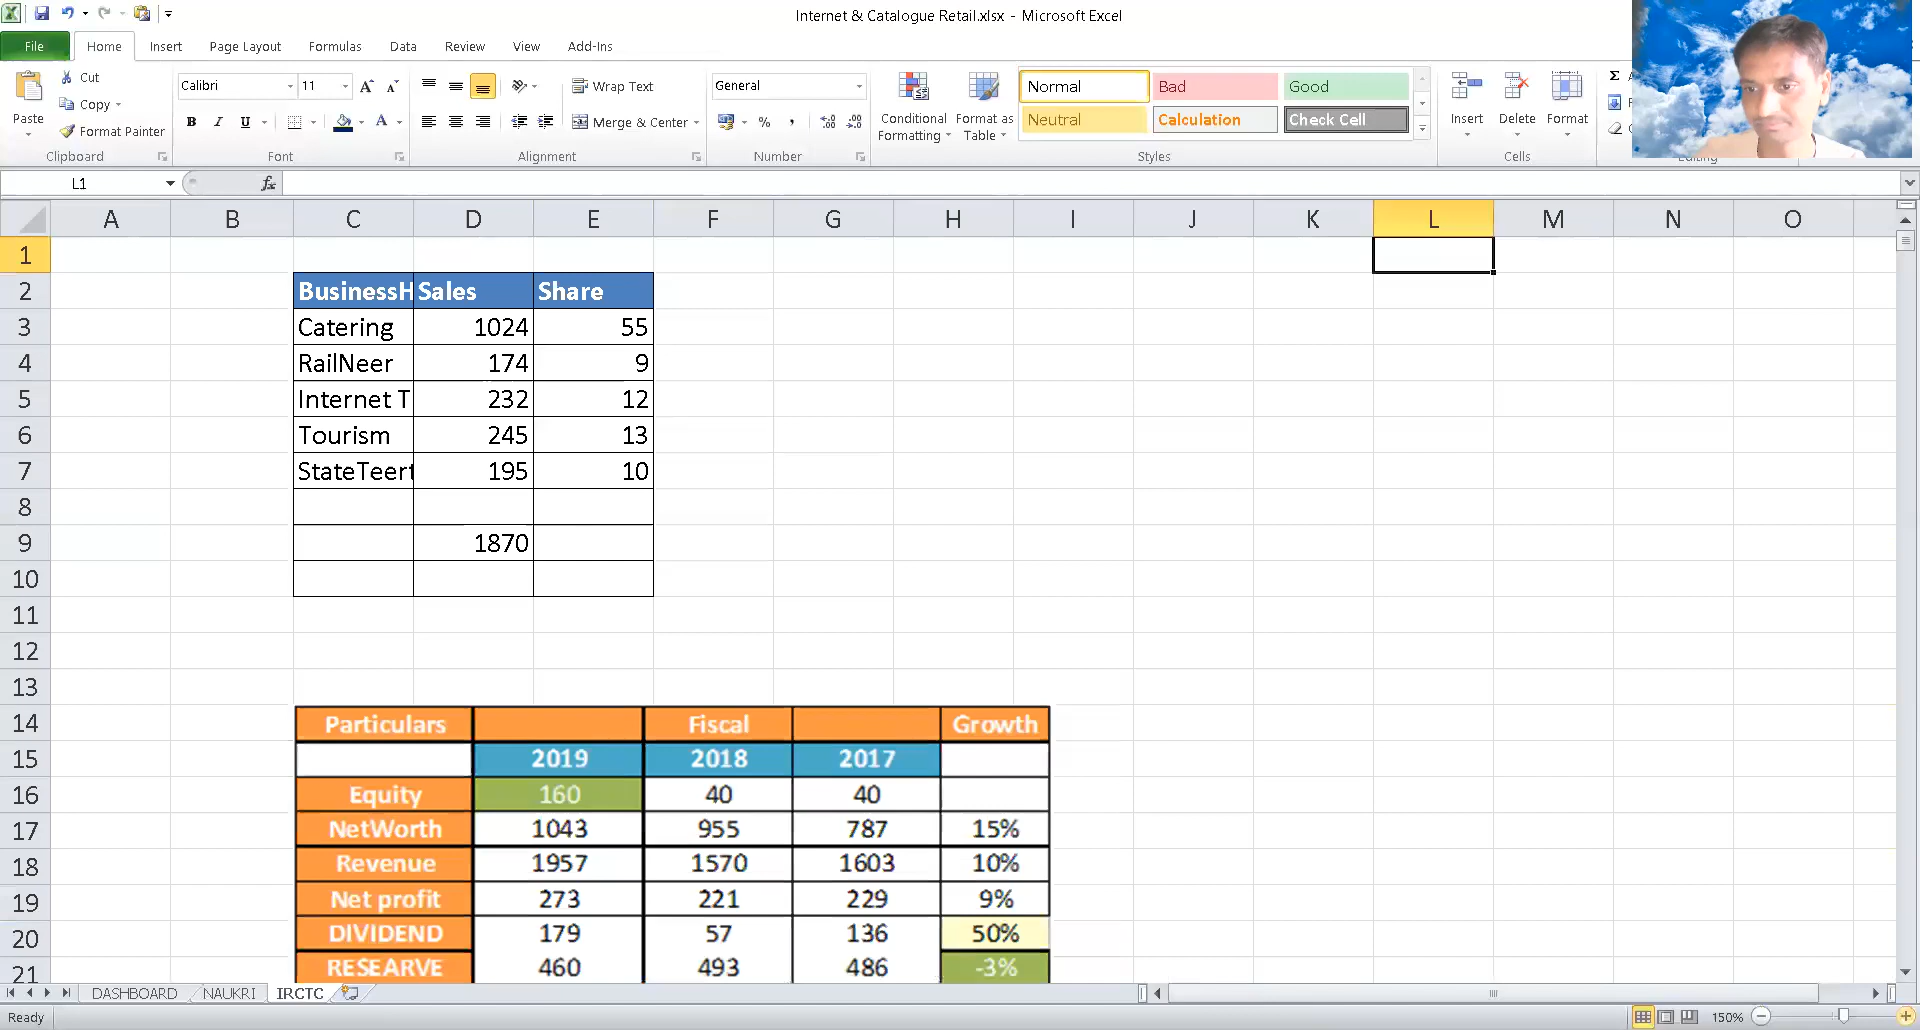 Internet & Catalogue Retail.xlsx - Microsoft Excel
File Home Insert Page Layout Formulas Data Review View Add-Ins
Paste
Cut
Copy
Format Painter
Clipboard
Calibri 11
B I U
Font
Wrap Text
Merge & Center
Alignment
General
Number
Conditional Formatting
Format as Table
Normal Bad Good
Neutral Calculation Check Cell
Styles
Insert Delete Format
Cells
L1 fx
A B C D E F G H I J K L M N O
1
2 BusinessH Sales Share
3 Catering 1024 55
4 RailNeer 174 9
5 Internet T 232 12
6 Tourism 245 13
7 StateTeert 195 10
8
9 1870
10
11
12
13
14 Particulars Fiscal Growth
15 2019 2018 2017
16 Equity 160 40 40
17 NetWorth 1043 955 787 15%
18 Revenue 1957 1570 1603 10%
19 Net profit 273 221 229 9%
20 DIVIDEND 179 57 136 50%
21 RESEARVE 460 493 486 -3%
DASHBOARD NAUKRI IRCTC
Ready 150%